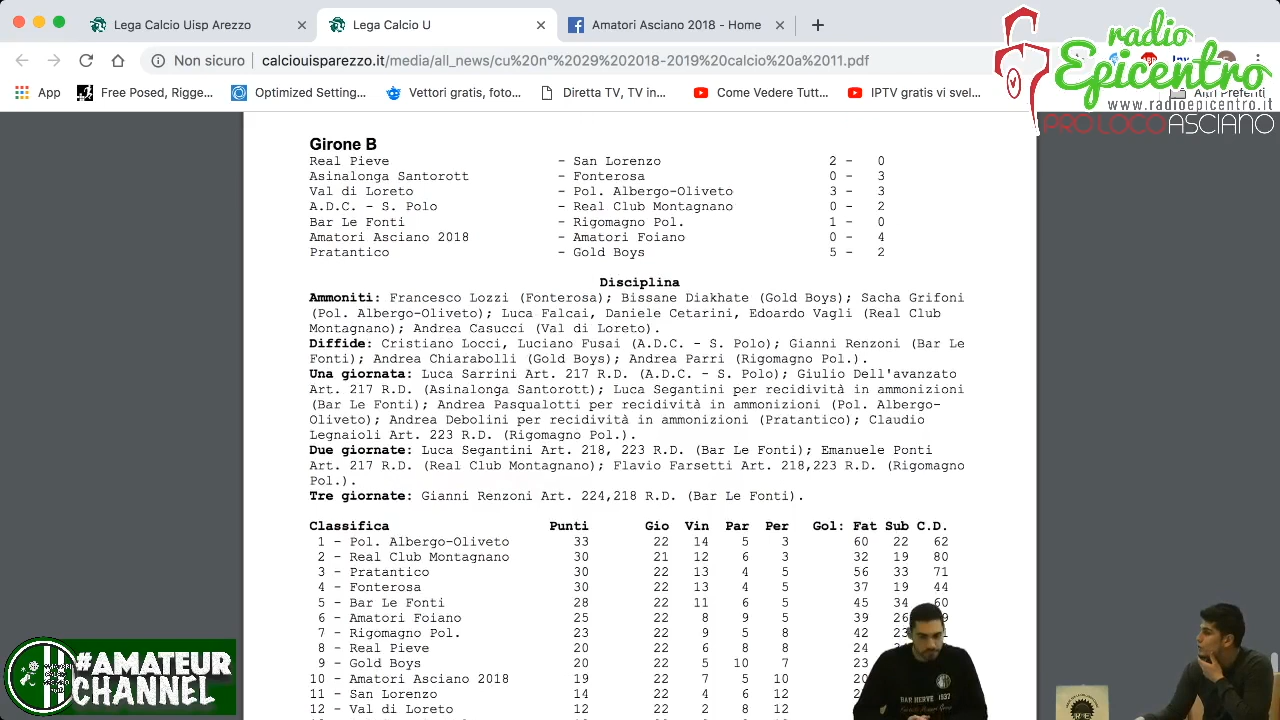 Lega Calcio Uisp Arezzo
Lega Calcio U
Amatori Asciano 2018 - Home
Non sicuro
calciouisparezzo.it/media/all_news/cu%20n°%2029%202018-2019%20calcio%20a%2011.pdf
App
Free Posed, Rigge...
Optimized Setting...
Vettori gratis, foto...
Diretta TV, TV in...
Come Vedere Tutt...
IPTV gratis vi svel...
Altri Preferiti
radio
Epicentro
www.radioepicentro.it
PRO LOCO ASCIANO
Girone B
Real Pieve - San Lorenzo 2 - 0
Asinalonga Santorott - Fonterosa 0 - 3
Val di Loreto - Pol. Albergo-Oliveto 3 - 3
A.D.C. - S. Polo - Real Club Montagnano 0 - 2
Bar Le Fonti - Rigomagno Pol. 1 - 0
Amatori Asciano 2018 - Amatori Foiano 0 - 4
Pratantico - Gold Boys 5 - 2
Disciplina
Ammoniti: Francesco Lozzi (Fonterosa); Bissane Diakhate (Gold Boys); Sacha Grifoni
(Pol. Albergo-Oliveto); Luca Falcai, Daniele Cetarini, Edoardo Vagli (Real Club
Montagnano); Andrea Casucci (Val di Loreto).
Diffide: Cristiano Locci, Luciano Fusai (A.D.C. - S. Polo); Gianni Renzoni (Bar Le
Fonti); Andrea Chiarabolli (Gold Boys); Andrea Parri (Rigomagno Pol.).
Una giornata: Luca Sarrini Art. 217 R.D. (A.D.C. - S. Polo); Giulio Dell'avanzato
Art. 217 R.D. (Asinalonga Santorott); Luca Segantini per recidività in ammonizioni
(Bar Le Fonti); Andrea Pasqualotti per recidività in ammonizioni (Pol. Albergo-
Oliveto); Andrea Debolini per recidività in ammonizioni (Pratantico); Claudio
Legnaioli Art. 223 R.D. (Rigomagno Pol.).
Due giornate: Luca Segantini Art. 218, 223 R.D. (Bar Le Fonti); Emanuele Ponti
Art. 217 R.D. (Real Club Montagnano); Flavio Farsetti Art. 218,223 R.D. (Rigomagno
Pol.).
Tre giornate: Gianni Renzoni Art. 224,218 R.D. (Bar Le Fonti).
Classifica Punti Gio Vin Par Per Gol: Fat Sub C.D.
1 - Pol. Albergo-Oliveto 33 22 14 5 3 60 22 62
2 - Real Club Montagnano 30 21 12 6 3 32 19 80
3 - Pratantico 30 22 13 4 5 56 33 71
4 - Fonterosa 30 22 13 4 5 37 19 44
5 - Bar Le Fonti 28 22 11 6 5 45 34 60
6 - Amatori Foiano 25 22 8 9 5 39 26
7 - Rigomagno Pol. 23 22 9 5 8 42
8 - Real Pieve 20 22 6 8 8 24
9 - Gold Boys 20 22 5 10 7 23
10 - Amatori Asciano 2018 19 22 7 5 10
11 - San Lorenzo 14 22 4 6 12
12 - Val di Loreto 12 22 2 8 12
#AMATEUR
CHANNEL
BAR HERVE 1937